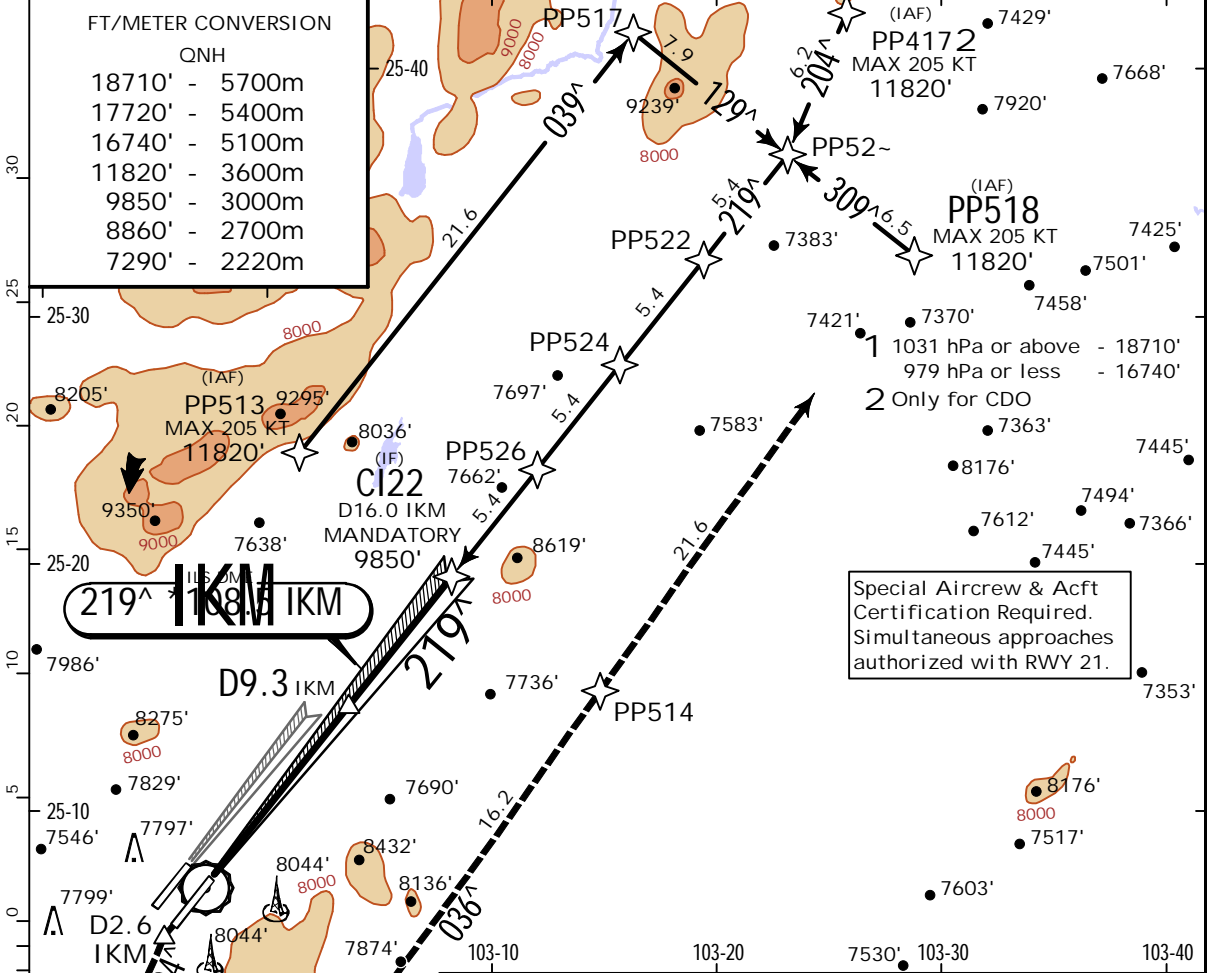 FT/METER CONVERSION
QNH
18710' - 5700m
17720' - 5400m
16740' - 5100m
11820' - 3600m
9850' - 3000m
8860' - 2700m
7290' - 2220m
9000
8000
25-40
PP517
7.9
129^
9239'
8000
039^
21.6
6.2
204^
(IAF)
PP417 2
MAX 205 KT
11820'
7429'
7668'
7920'
PP52~
5.4
219^
309^
6.5
(IAF)
PP518
MAX 205 KT
11820'
7425'
7501'
7458'
7383'
PP522
5.4
30
25
25-30
8000
PP524
7697'
5.4
7421'
7370'
1 1031 hPa or above - 18710'
979 hPa or less - 16740'
2 Only for CDO
8205'
(IAF)
PP513
MAX 205 KT
11820'
9295'
8036'
20
7583'
7363'
7445'
8176'
PP526
7662'
5.4
(IF)
CI22
D16.0 IKM
MANDATORY
9850'
9350'
9000
7638'
7494'
7366'
7612'
7445'
21.6
15
25-20
8619'
8000
ILS DME
IKM
219^ *108.5 IKM
219^
Special Aircrew & Acft
Certification Required.
Simultaneous approaches
authorized with RWY 21.
7986'
10
D9.3 IKM
7736'
PP514
7353'
8275'
8000
7829'
7690'
16.2
5
25-10
8176'
8000
7517'
7546'
7797'
8432'
8044'
8000
8136'
7603'
7799'
036^
0
D2.6
IKM
8044'
7874'
103-10
103-20
7530'
103-30
103-40